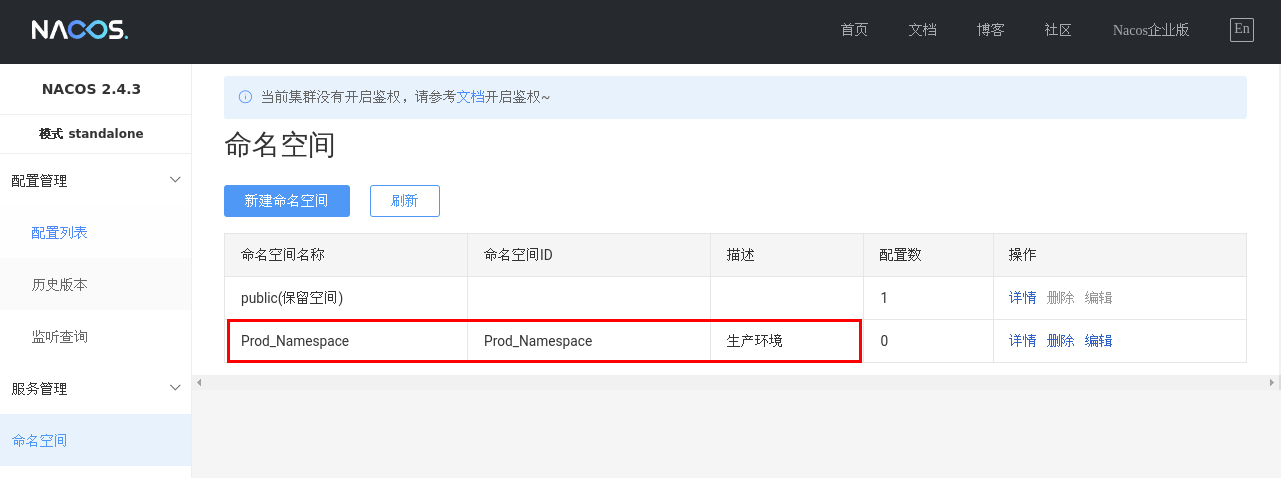 NACOS.
首页 文档 博客 社区 Nacos企业版 En
NACOS 2.4.3
模式 standalone
配置管理
配置列表
历史版本
监听查询
服务管理
命名空间
当前集群没有开启鉴权，请参考文档开启鉴权~
命名空间
新建命名空间 刷新
命名空间名称 命名空间ID 描述 配置数 操作
public(保留空间) 1 详情 删除 编辑
Prod_Namespace Prod_Namespace 生产环境 0 详情 删除 编辑